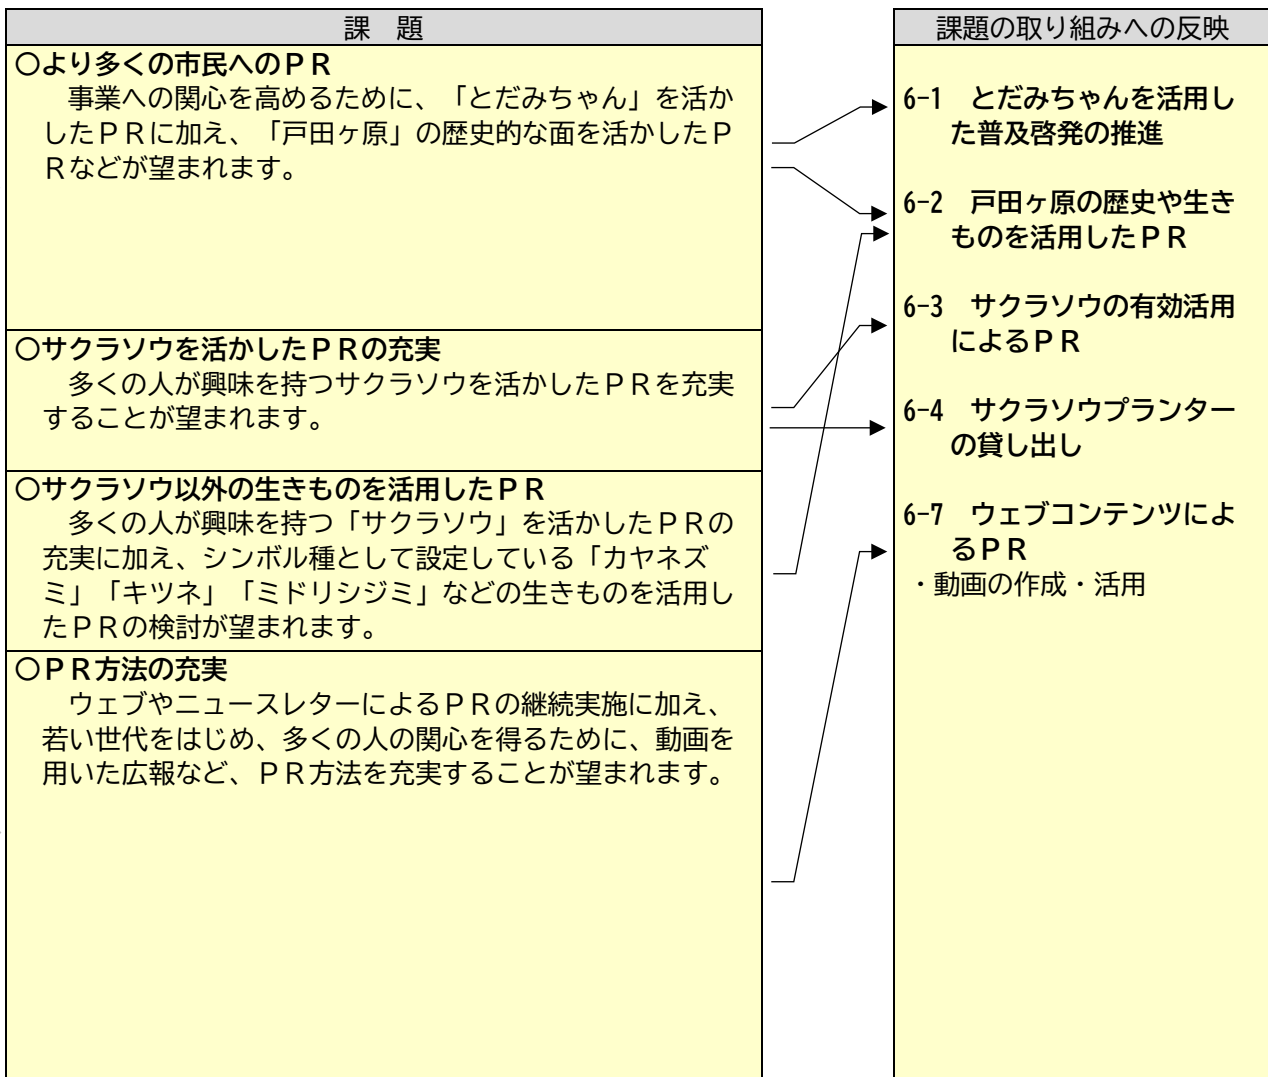 課　題
〇より多くの市民へのＰＲ
　事業への関心を高めるために、「とだみちゃん」を活か
したＰＲに加え、「戸田ヶ原」の歴史的な面を活かしたＰ
Ｒなどが望まれます。
〇サクラソウを活かしたＰＲの充実
　多くの人が興味を持つサクラソウを活かしたＰＲを充実
することが望まれます。
〇サクラソウ以外の生きものを活用したＰＲ
　多くの人が興味を持つ「サクラソウ」を活かしたＰＲの
充実に加え、シンボル種として設定している「カヤネズ
ミ」「キツネ」「ミドリシジミ」などの生きものを活用し
たＰＲの検討が望まれます。
〇ＰＲ方法の充実
　ウェブやニュースレターによるＰＲの継続実施に加え、
若い世代をはじめ、多くの人の関心を得るために、動画を
用いた広報など、ＰＲ方法を充実することが望まれます。
課題の取り組みへの反映
6-1　とだみちゃんを活用し
た普及啓発の推進
6-2　戸田ヶ原の歴史や生き
ものを活用したＰＲ
6-3　サクラソウの有効活用
によるＰＲ
6-4　サクラソウプランター
の貸し出し
6-7　ウェブコンテンツによ
るＰＲ
・動画の作成・活用